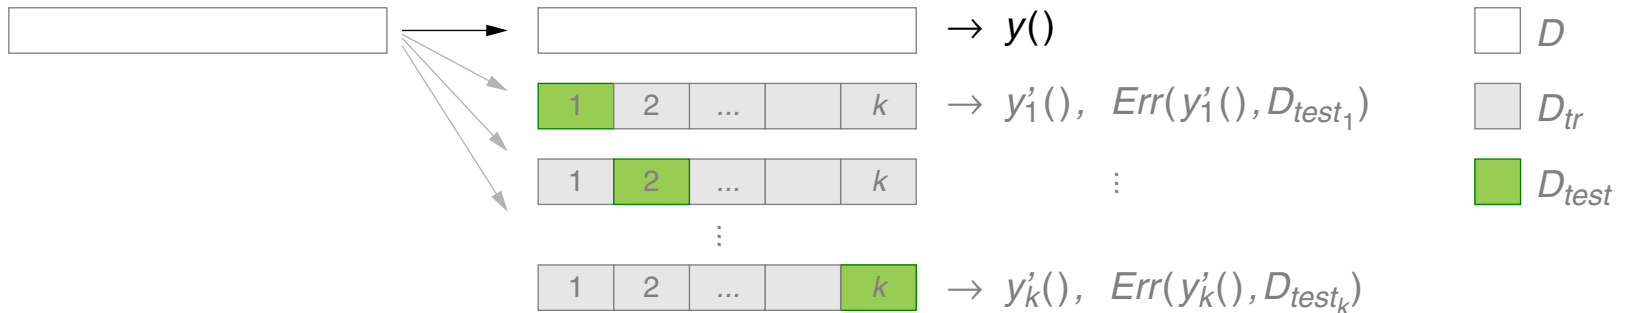 → y() D
1 2 ... k → y'₁(), Err(y'₁(), D_test₁) D_tr
1 2 ... k ⋮ D_test
⋮
1 2 ... k → y'ₖ(), Err(y'ₖ(), D_testₖ)